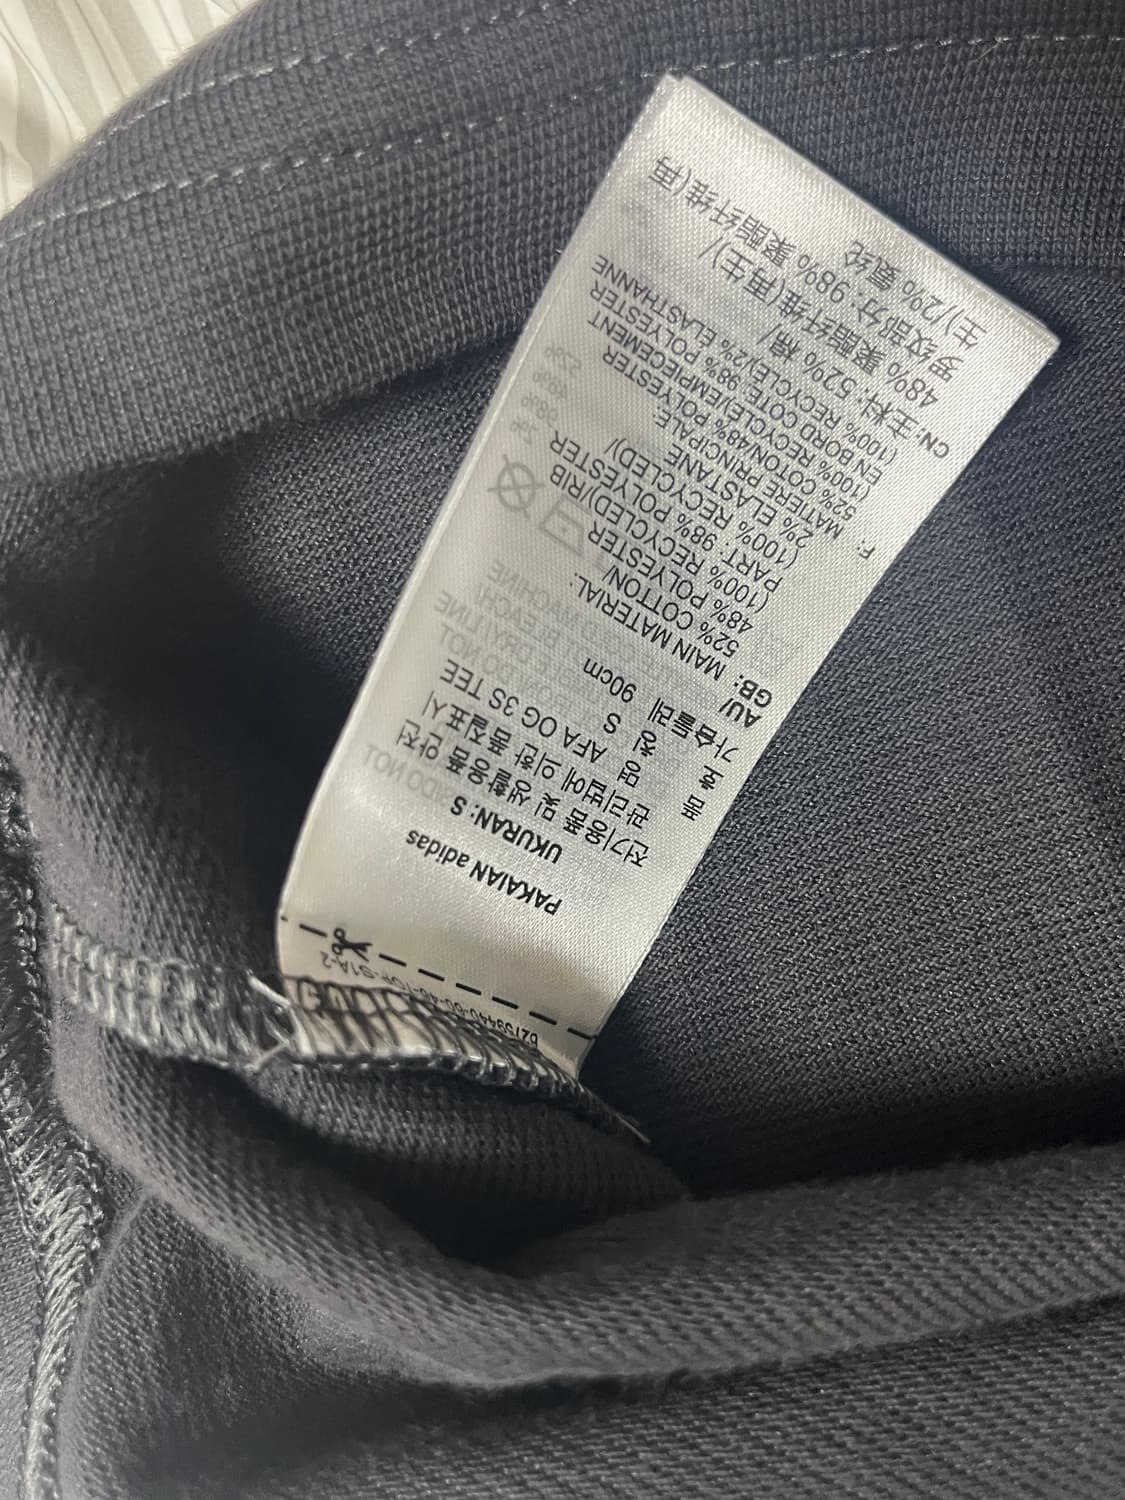 PAKAIAN adidas
UKURAN: S
전기용품 및 생활용품 안전
관리법에 의한 품질표시
품 명 AFA OG 3S TEE
호 칭 S
가슴둘레 90cm
AU/
GB: MAIN MATERIAL:
52% COTTON/
48% POLYESTER
(100% RECYCLED)/RIB
PART: 98% POLYESTER
(100% RECYCLED)/
2% ELASTANE
F: MATIERE PRINCIPALE:
52% COTON/48% POLYESTER
(100% RECYCLE)/EMPIECEMENT
EN BORD COTE: 98% POLYESTER
(100% RECYCLE)/2% ELASTHANNE
CN: 主料: 52% 棉/
48% 聚酯纤维(再生)/
罗纹部分: 98% 聚酯纤维(再
生)/2% 氨纶